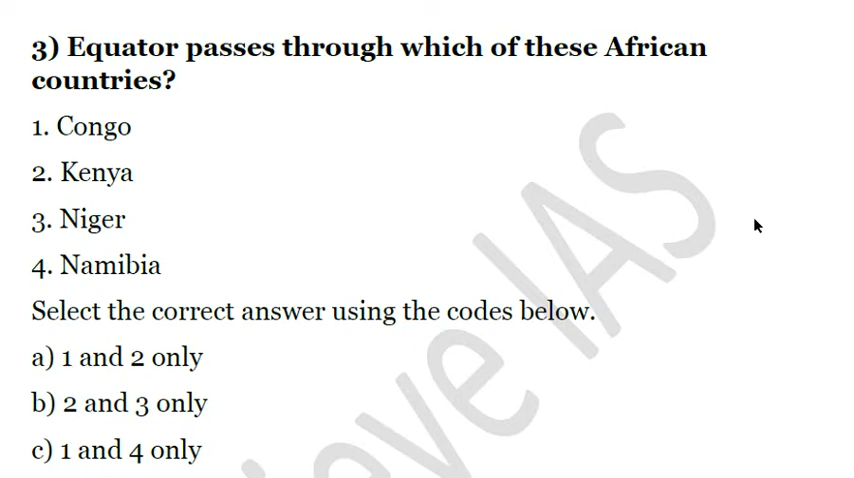 3) Equator passes through which of these African
countries?
1. Congo
2. Kenya
3. Niger
4. Namibia
Select the correct answer using the codes below.
a) 1 and 2 only
b) 2 and 3 only
c) 1 and 4 only
IAS